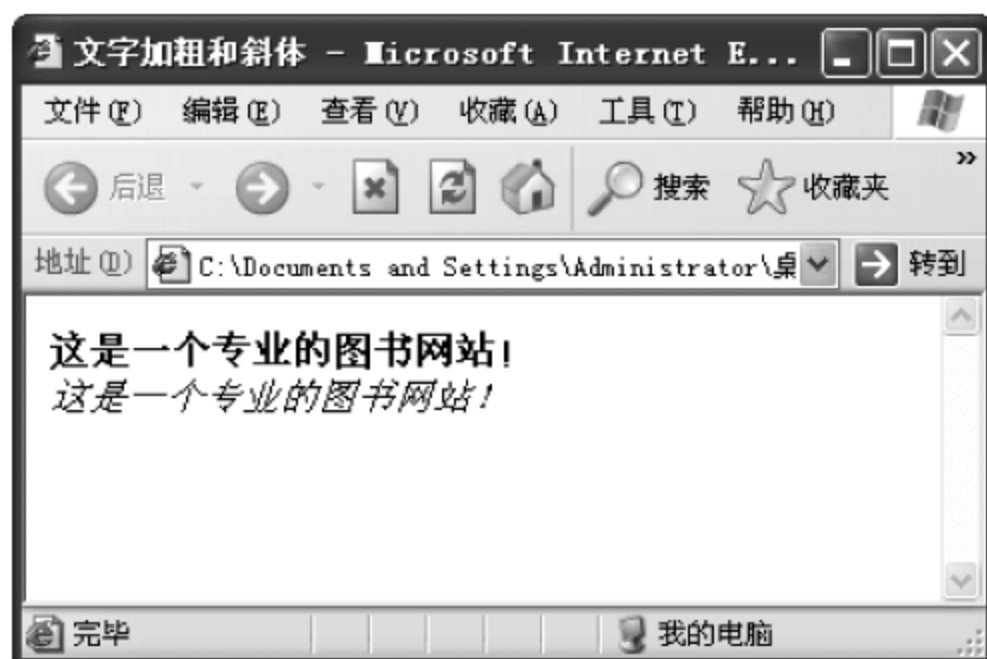 文字加粗和斜体 - Microsoft Internet E...
文件(F) 编辑(E) 查看(V) 收藏(A) 工具(T) 帮助(H)
后退 搜索 收藏夹 »
地址(D) C:\Documents and Settings\Administrator\桌 转到
这是一个专业的图书网站!
这是一个专业的图书网站!
完毕 我的电脑